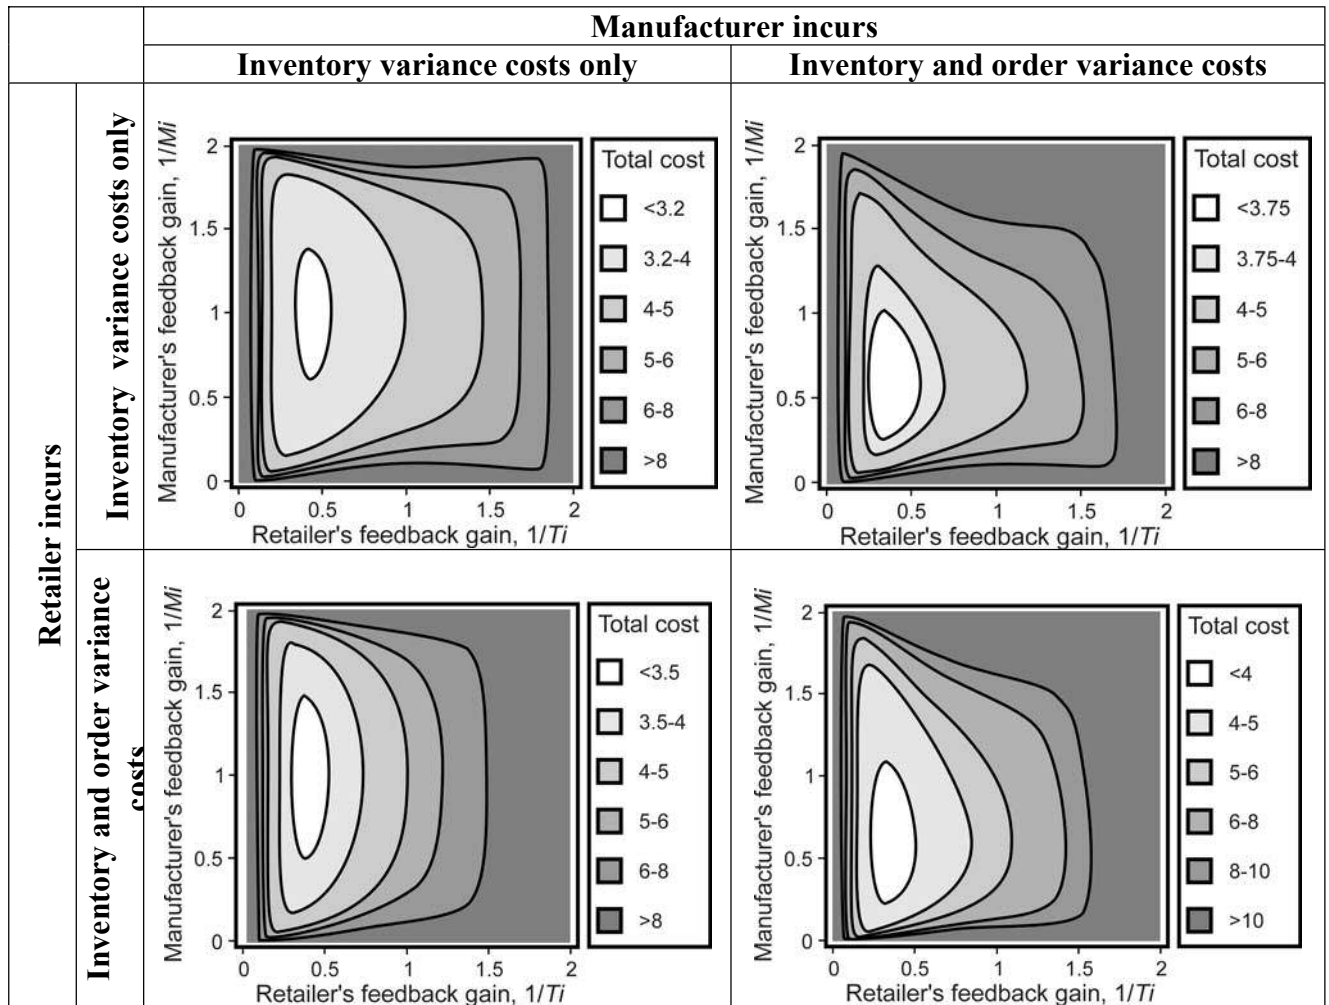 Manufacturer incurs
Inventory variance costs only
Inventory and order variance costs
Retailer incurs
Inventory variance costs only
Manufacturer's feedback gain, 1/Mi
2
1.5
1
0.5
0
0 0.5 1 1.5 2
Retailer's feedback gain, 1/Ti
Total cost
<3.2
3.2-4
4-5
5-6
6-8
>8
Manufacturer's feedback gain, 1/Mi
2
1.5
1
0.5
0
0 0.5 1 1.5 2
Retailer's feedback gain, 1/Ti
Total cost
<3.75
3.75-4
4-5
5-6
6-8
>8
Inventory and order variance
costs
Manufacturer's feedback gain, 1/Mi
2
1.5
1
0.5
0
0 0.5 1 1.5 2
Retailer's feedback gain, 1/Ti
Total cost
<3.5
3.5-4
4-5
5-6
6-8
>8
Manufacturer's feedback gain, 1/Mi
2
1.5
1
0.5
0
0 0.5 1 1.5 2
Retailer's feedback gain, 1/Ti
Total cost
<4
4-5
5-6
6-8
8-10
>10